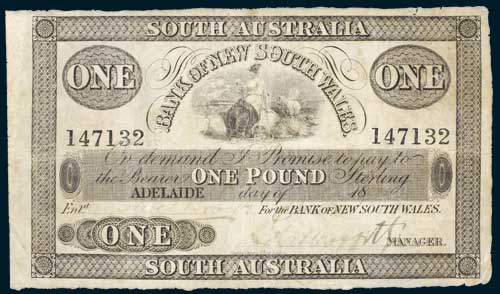 SOUTH AUSTRALIA
ONE BANK OF NEW SOUTH WALES. ONE
147132 147132
On demand I Promise to pay to
the Bearer ONE POUND Sterling
ADELAIDE day of 18
Entd.
For the BANK OF NEW SOUTH WALES.
ONE
MANAGER.
SOUTH AUSTRALIA